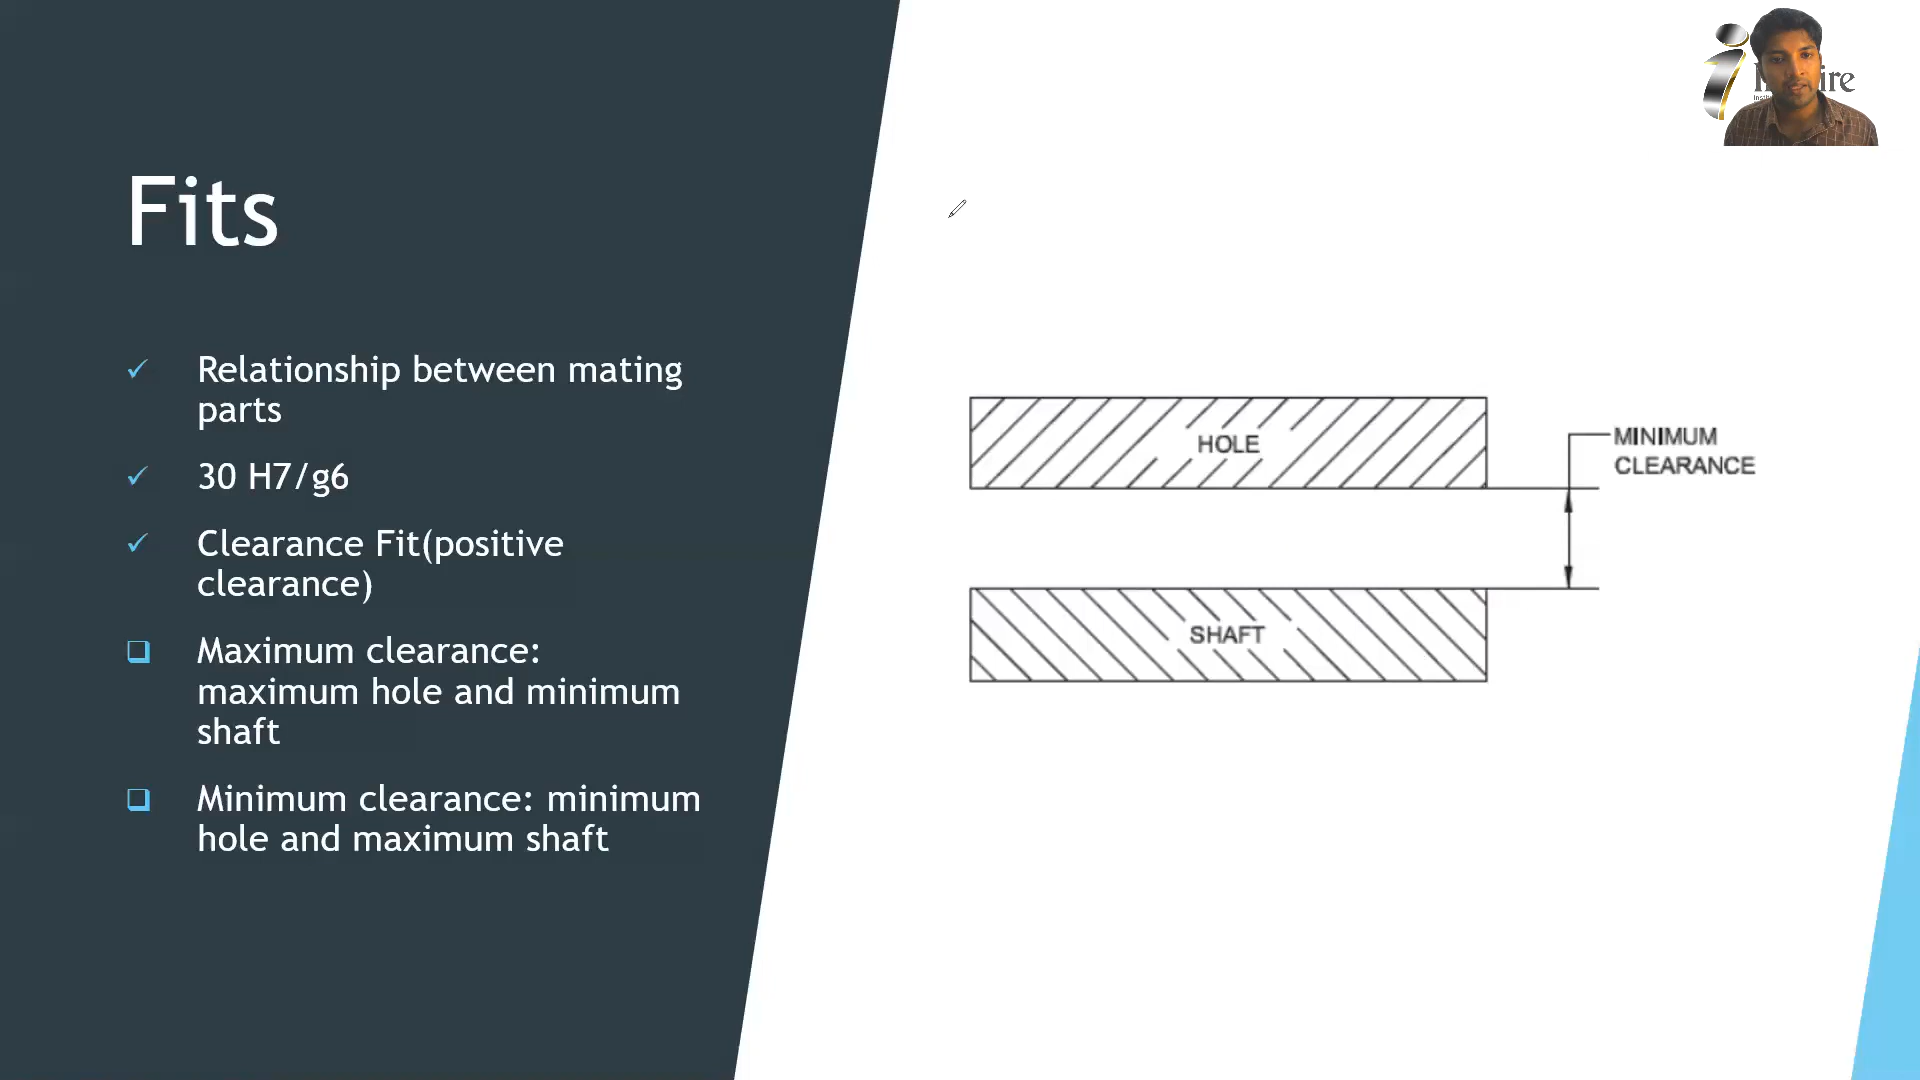 Fits
Relationship between mating
parts
30 H7/g6
Clearance Fit(positive
clearance)
Maximum clearance:
maximum hole and minimum
shaft
Minimum clearance: minimum
hole and maximum shaft
HOLE
MINIMUM
CLEARANCE
SHAFT